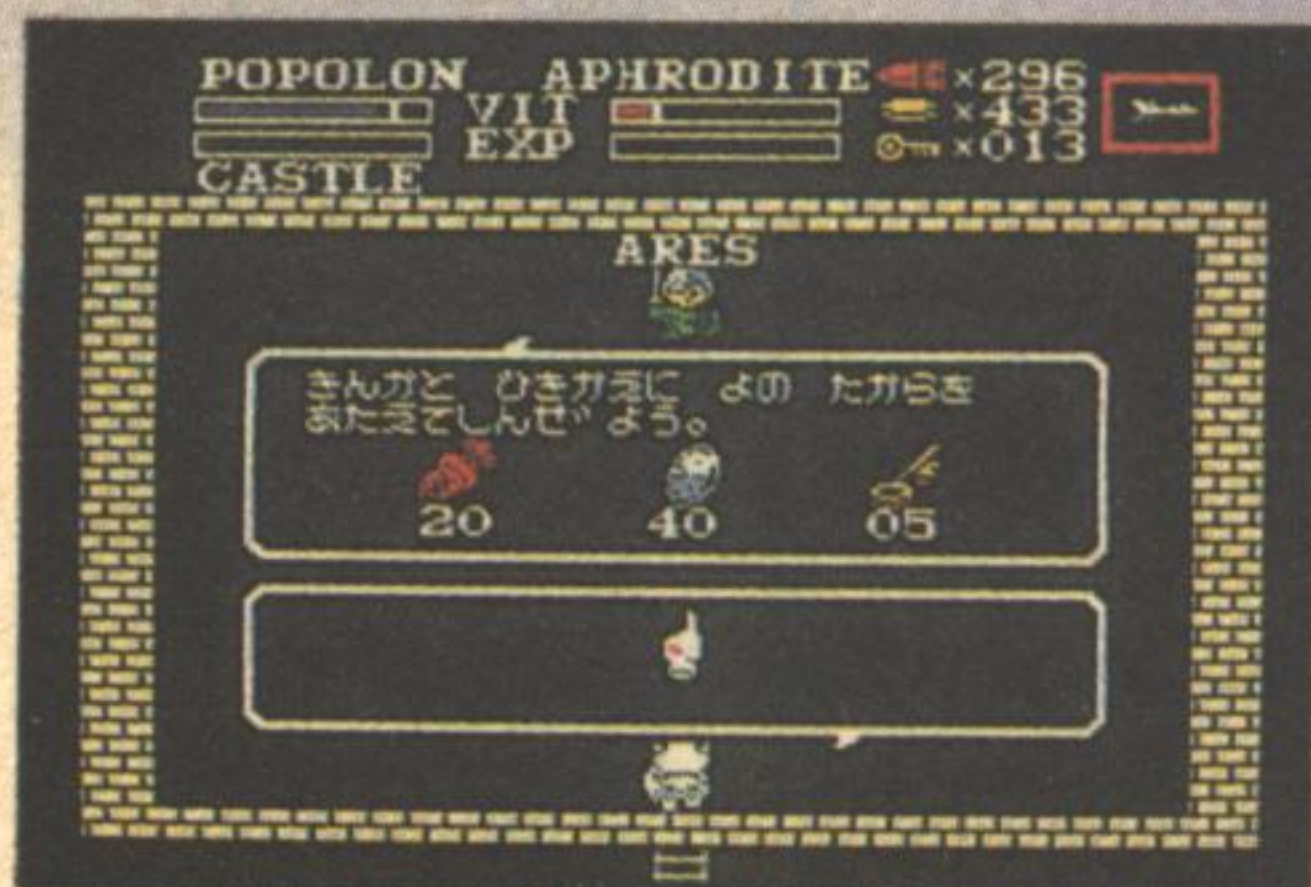 POPOLON APHRODITE ×296
VIT ×433
EXP ×013
CASTLE
ARES
きんかと ひきかえに よの たからを
あたえてしんぜ よう。
20 40 05